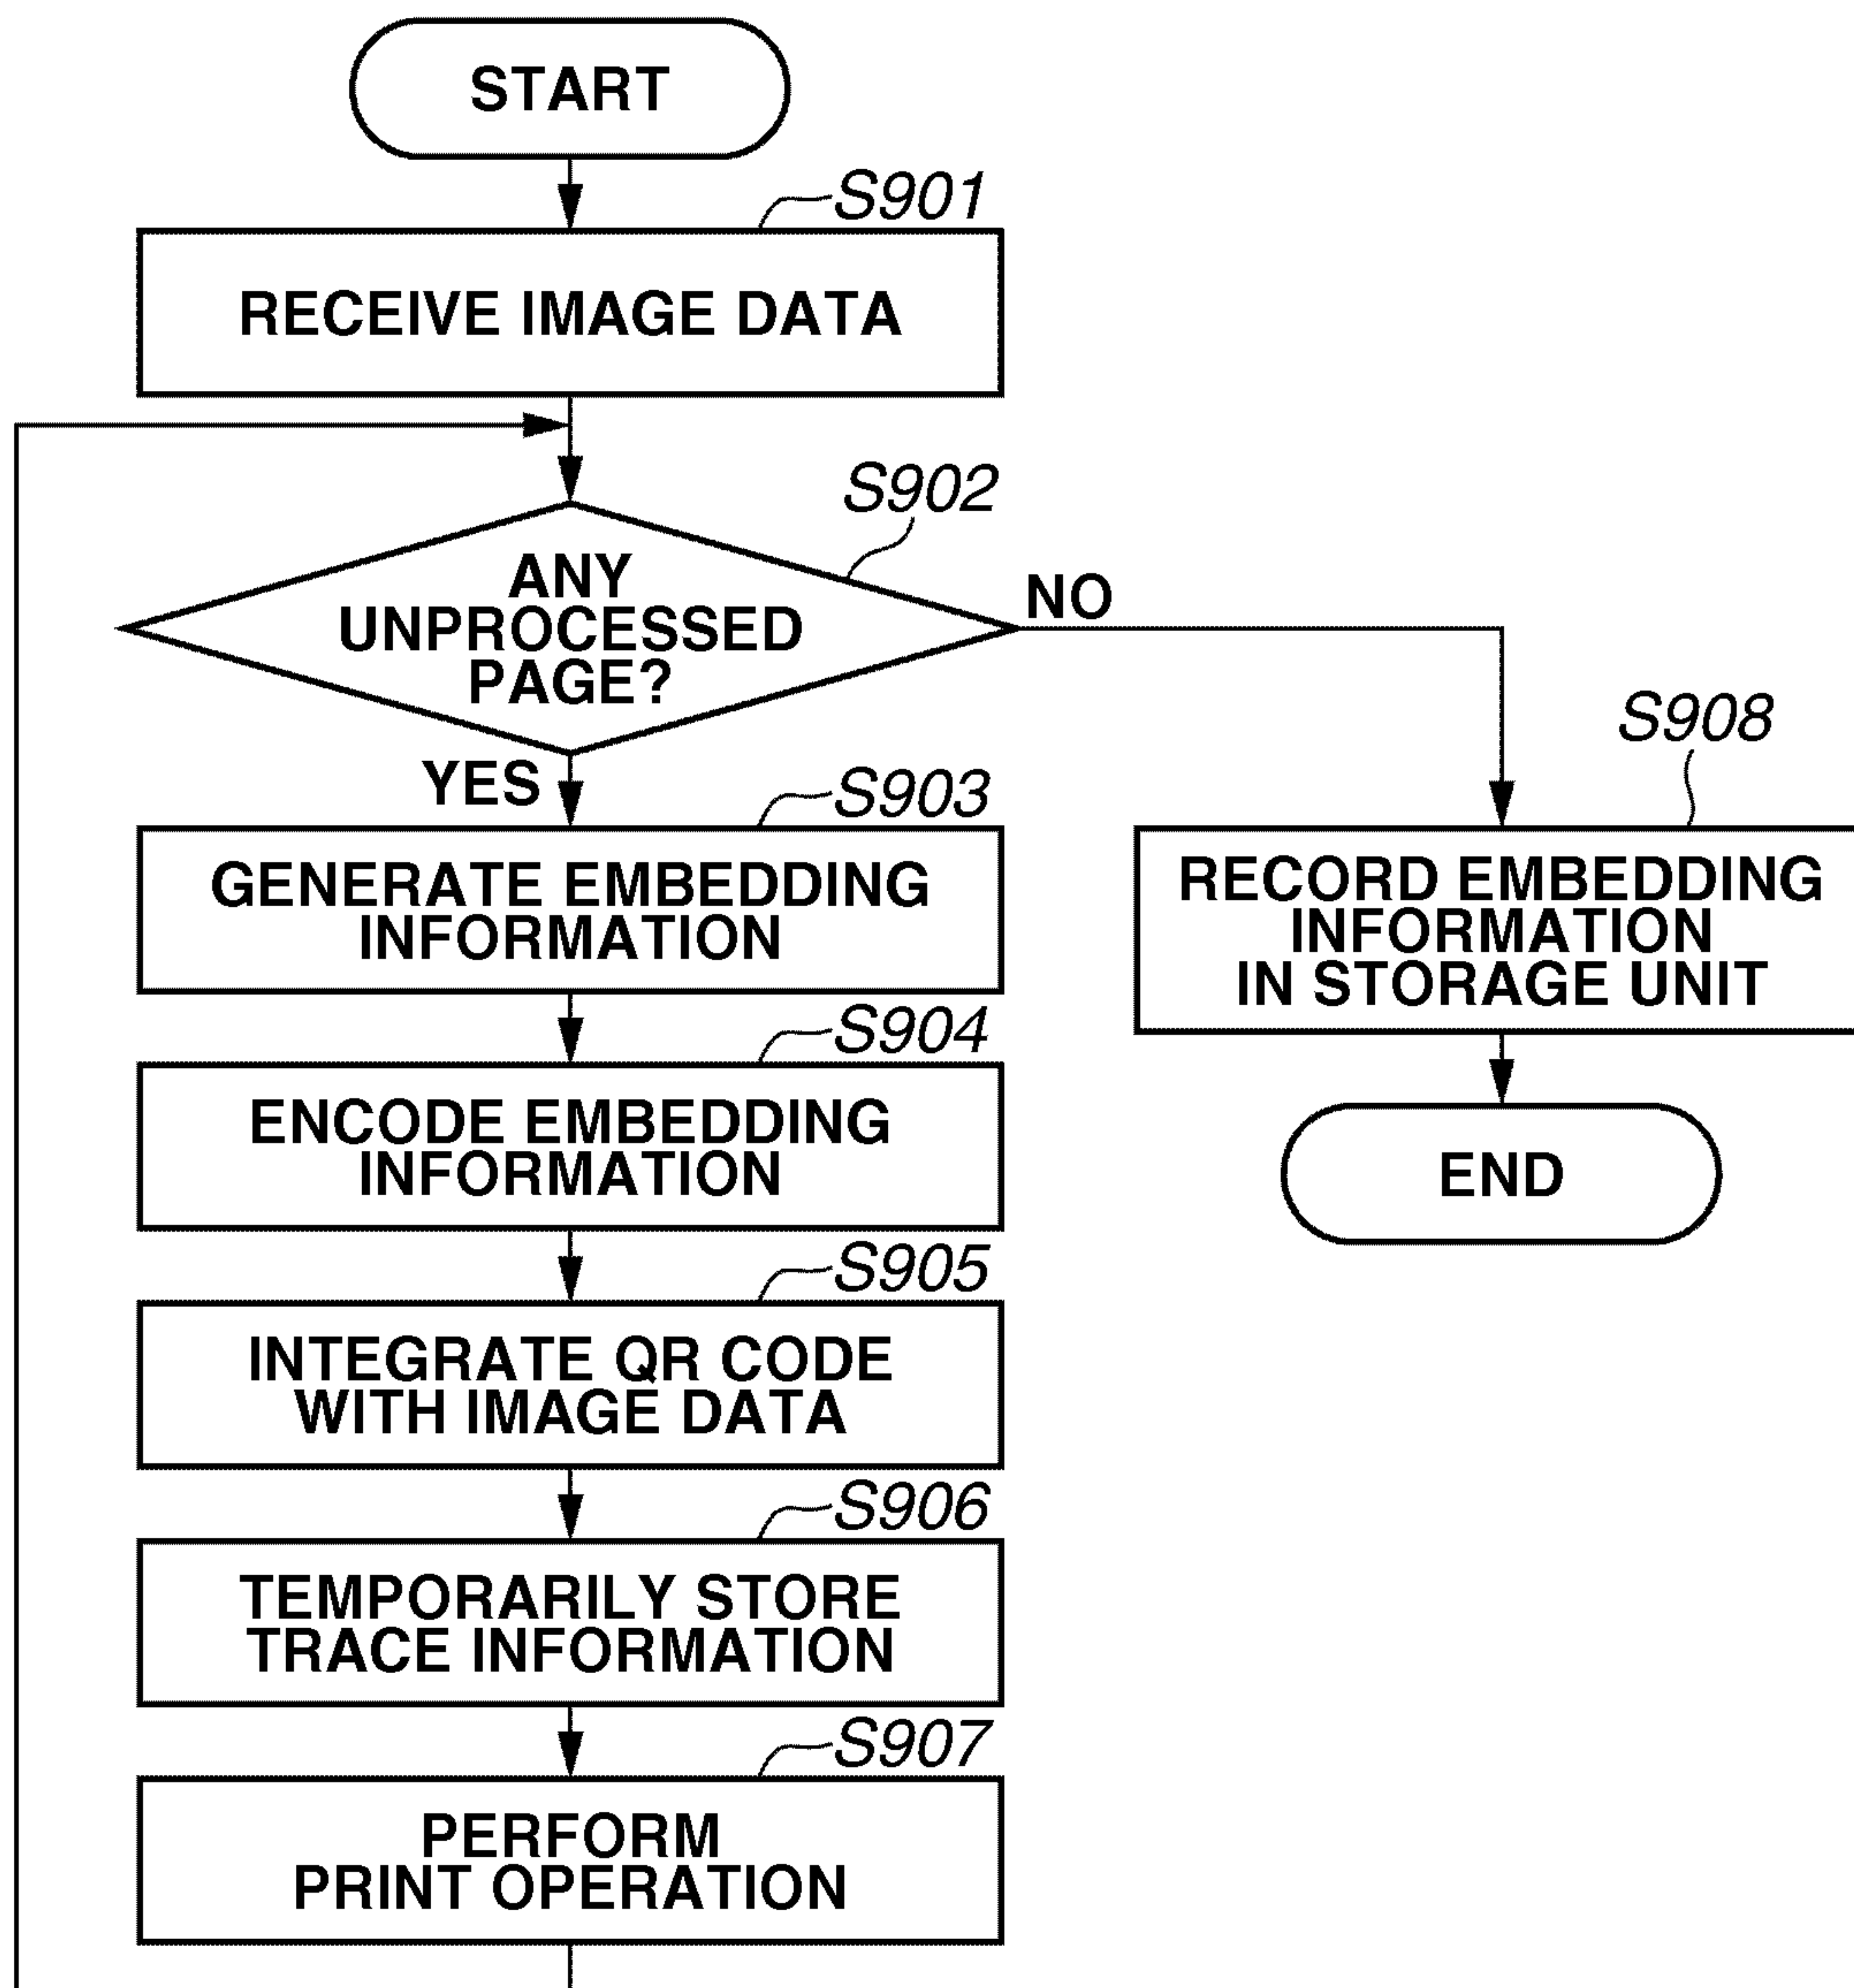 START
S901
RECEIVE IMAGE DATA
S902
ANY
UNPROCESSED
PAGE?
NO
YES
S903
GENERATE EMBEDDING
INFORMATION
S908
RECORD EMBEDDING
INFORMATION
IN STORAGE UNIT
S904
ENCODE EMBEDDING
INFORMATION
END
S905
INTEGRATE QR CODE
WITH IMAGE DATA
S906
TEMPORARILY STORE
TRACE INFORMATION
S907
PERFORM
PRINT OPERATION